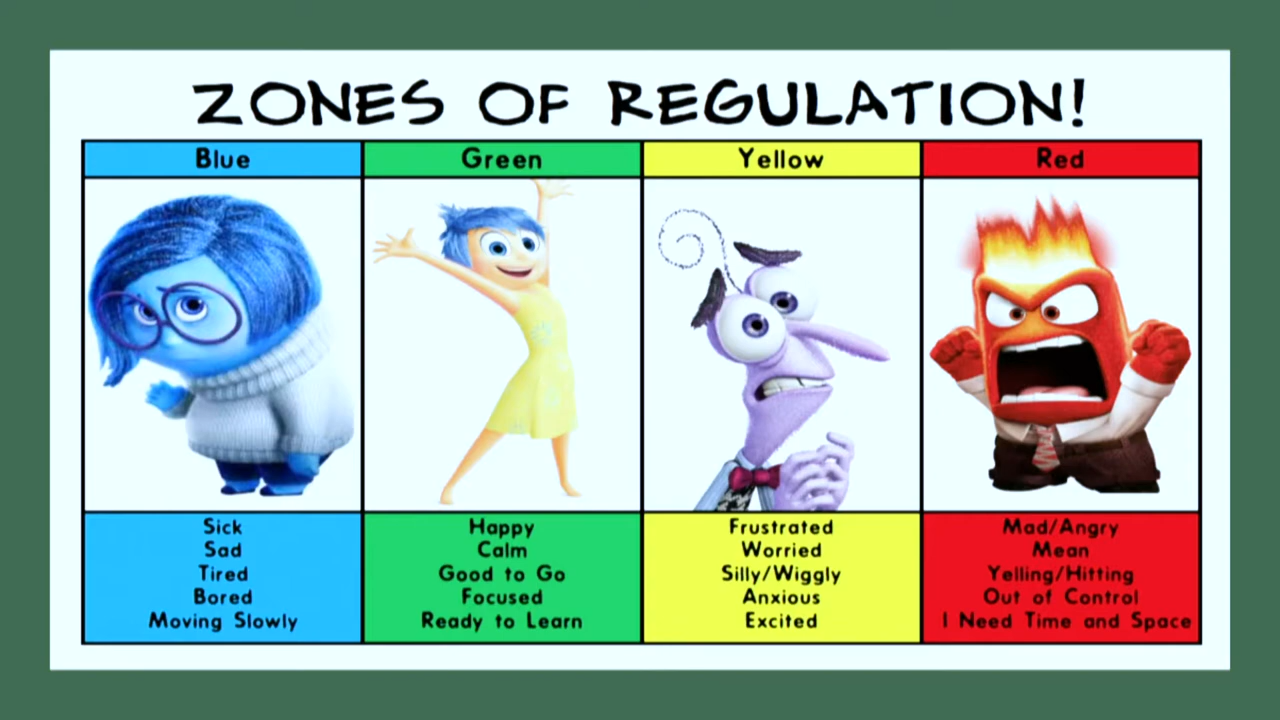 ZONES OF REGULATION!
Blue
Green
Yellow
Red
Sick
Sad
Tired
Bored
Moving Slowly
Happy
Calm
Good to Go
Focused
Ready to Learn
Frustrated
Worried
Silly/Wiggly
Anxious
Excited
Mad/Angry
Mean
Yelling/Hitting
Out of Control
I Need Time and Space